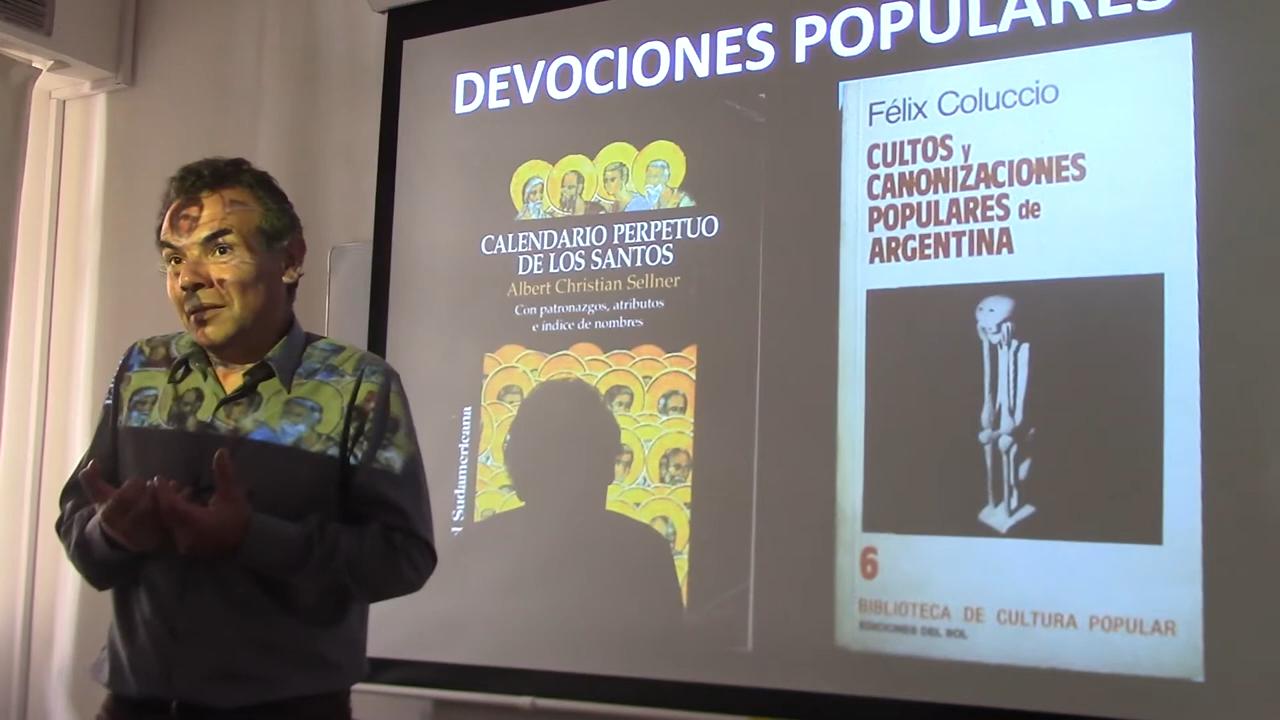 DEVOCIONES POPULARES
CALENDARIO PERPETUO
DE LOS SANTOS
Albert Christian Sellner
Con patronazgos, atributos
e índice de nombres
Sudamericana
Félix Coluccio
CULTOS y
CANONIZACIONES
POPULARES de
ARGENTINA
6
BIBLIOTECA DE CULTURA POPULAR
EDICIONES DEL SOL